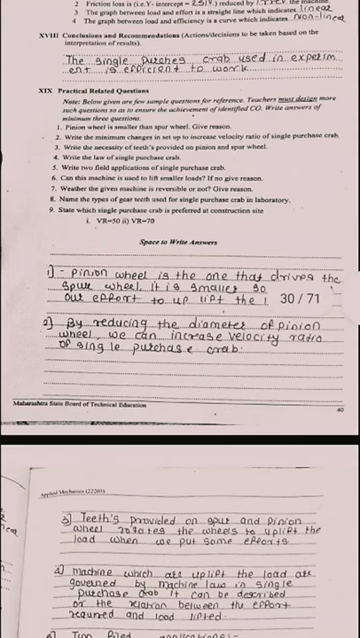 2 Friction loss is (i.e.Y- intercept = 2.51V.) reduced by the machine.
3 The graph between load and effort is a straight line which indicates linear
4 The graph between load and efficiency is a curve which indicates non-linear
XVIII Conclusions and Recommendations (Actions/decisions to be taken based on the
interpretation of results).
The single putches crab used in experim
ent is efficient to work
XIX Practical Related Questions
Note: Below given are few sample questions for reference. Teachers must design more
such questions so as to ensure the achievement of identified CO. Write answers of
minimum three questions.
1. Pinion wheel is smaller than spur wheel. Give reason.
2. Write the minimum changes in set up to increase velocity ratio of single purchase crab.
3. Write the necessity of teeth's provided on pinion and spur wheel.
4. Write the law of single purchase crab.
5. Write two field applications of single purchase crab.
6. Can this machine is used to lift smaller loads? If no give reason.
7. Weather the given machine is reversible or not? Give reason.
8. Name the types of gear teeth used for single purchase crab in laboratory.
9. State which single purchase crab is preferred at construction site
i. VR=50 ii) VR=70
Space to Write Answers
1) - pinion wheel is the one that drives the
spur wheel. It is smaller so
our effort to up lift the l
30 / 71
2) By reducing the diameter of pinion
wheel, we can increase velocity ratio
of single putchase crab.
Maharashtra State Board of Technical Education
40
Applied Mechanics (22203)
3) Teeth's provided on spur and pinion
wheel rotates the wheels to uplift the
load when we put some efforts
4) Machine which are uplift the load are
governed by machine law in single
purchase crab it can be described
or the relation between the effort
required and load lifted.